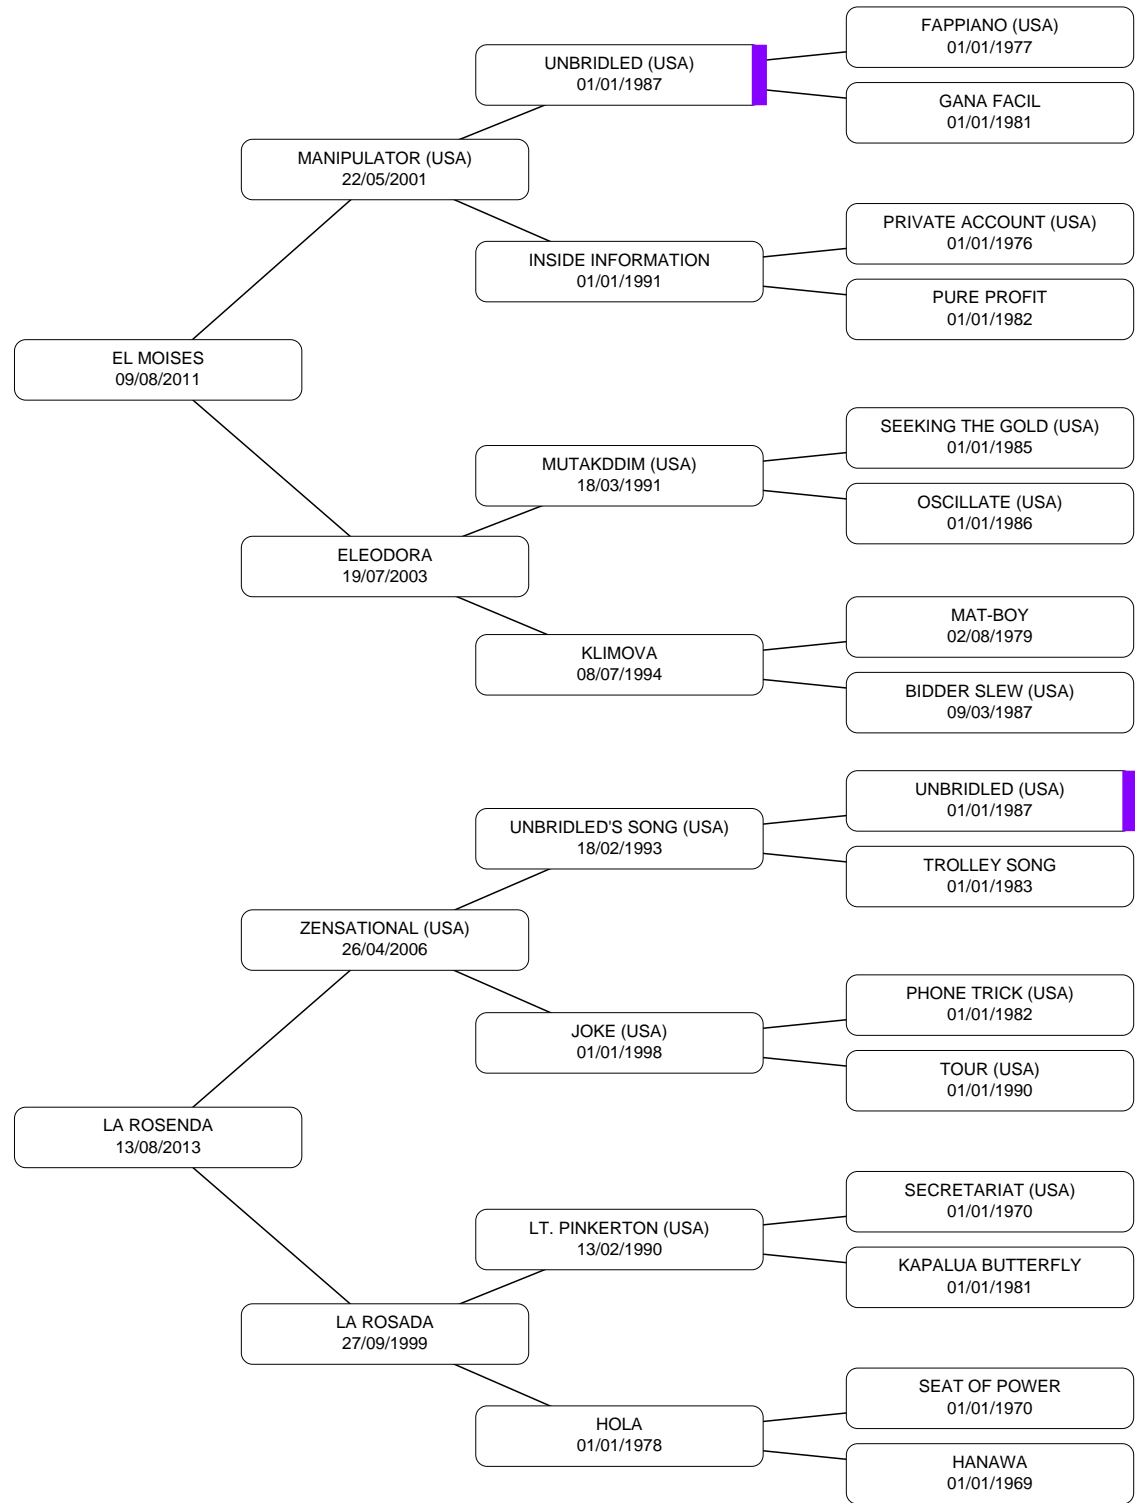 FAPPIANO (USA)
01/01/1977
UNBRIDLED (USA)
01/01/1987
GANA FACIL
01/01/1981
MANIPULATOR (USA)
22/05/2001
PRIVATE ACCOUNT (USA)
01/01/1976
INSIDE INFORMATION
01/01/1991
PURE PROFIT
01/01/1982
EL MOISES
09/08/2011
SEEKING THE GOLD (USA)
01/01/1985
MUTAKDDIM (USA)
18/03/1991
OSCILLATE (USA)
01/01/1986
ELEODORA
19/07/2003
MAT-BOY
02/08/1979
KLIMOVA
08/07/1994
BIDDER SLEW (USA)
09/03/1987
UNBRIDLED (USA)
01/01/1987
UNBRIDLED'S SONG (USA)
18/02/1993
TROLLEY SONG
01/01/1983
ZENSATIONAL (USA)
26/04/2006
PHONE TRICK (USA)
01/01/1982
JOKE (USA)
01/01/1998
TOUR (USA)
01/01/1990
LA ROSENDA
13/08/2013
SECRETARIAT (USA)
01/01/1970
LT. PINKERTON (USA)
13/02/1990
KAPALUA BUTTERFLY
01/01/1981
LA ROSADA
27/09/1999
SEAT OF POWER
01/01/1970
HOLA
01/01/1978
HANAWA
01/01/1969